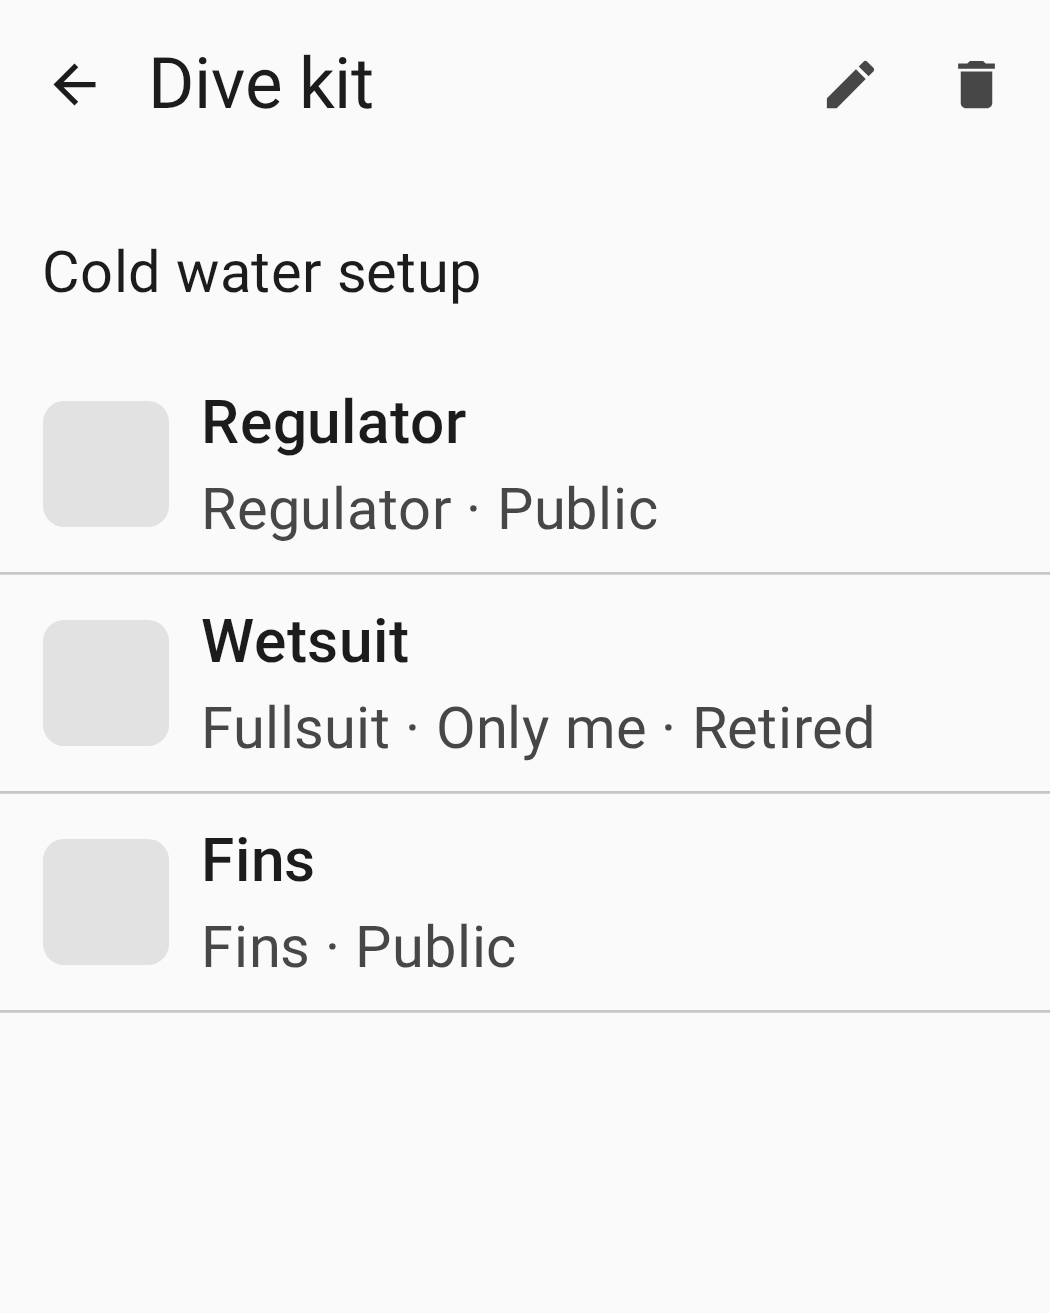 Dive kit
Cold water setup
Regulator
Regulator · Public
Wetsuit
Fullsuit · Only me · Retired
Fins
Fins · Public